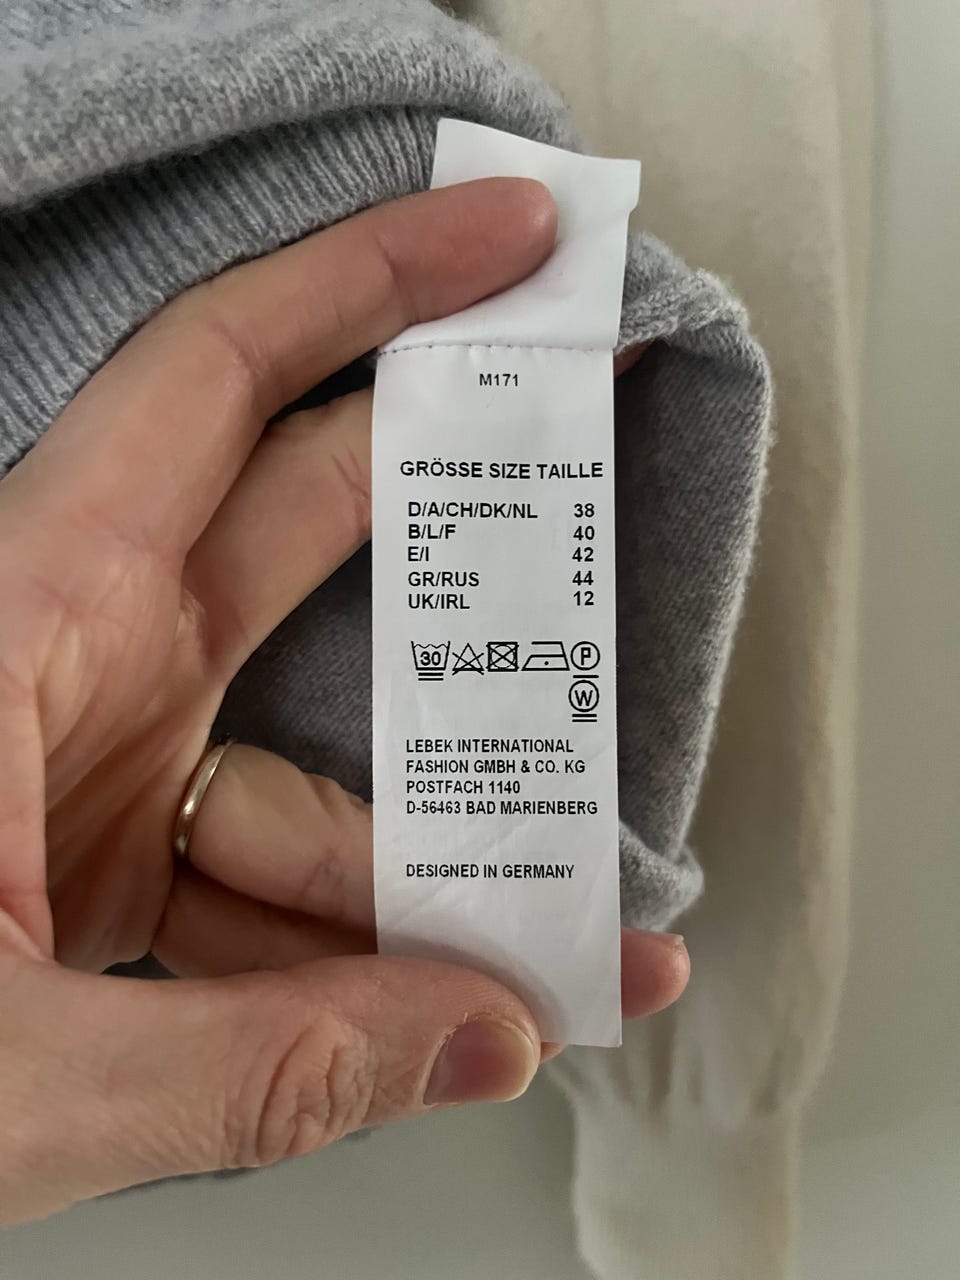 M171
GRÖSSE SIZE TAILLE
D/A/CH/DK/NL 38
B/L/F 40
E/I 42
GR/RUS 44
UK/IRL 12
30 P
W
LEBEK INTERNATIONAL
FASHION GMBH & CO. KG
POSTFACH 1140
D-56463 BAD MARIENBERG
DESIGNED IN GERMANY